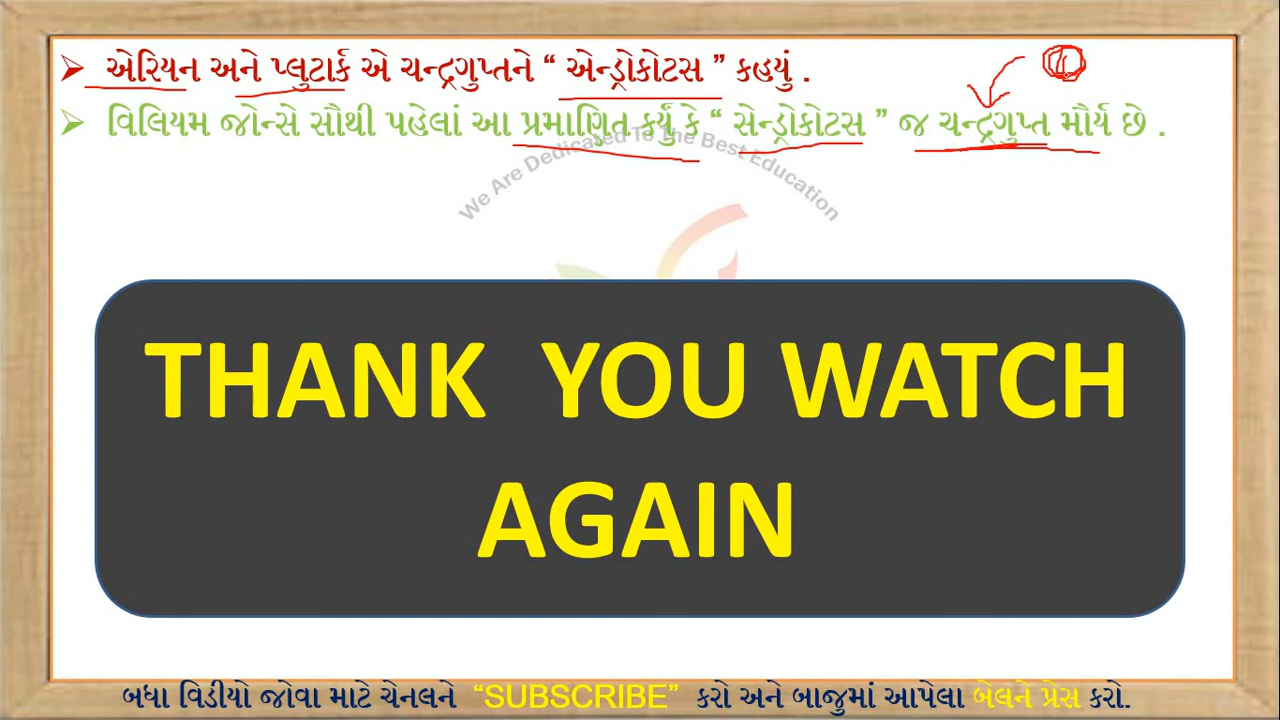 ➢ એરિયન અને પ્લુટાર્ક એ ચન્દ્રગુપ્તને “ એન્ડ્રોકોટસ ” કહયું .
➢ વિલિયમ જોન્સે સૌથી પહેલાં આ પ્રમાણિત કર્યું કે “ સેન્ડ્રોકોટસ ” જ ચન્દ્રગુપ્ત મૌર્ય છે .
We Are Dedicated To The Best Education
THANK YOU WATCH
AGAIN
બધા વિડીયો જોવા માટે ચેનલને “SUBSCRIBE” કરો અને બાજુમાં આપેલા બેલને પ્રેસ કરો.